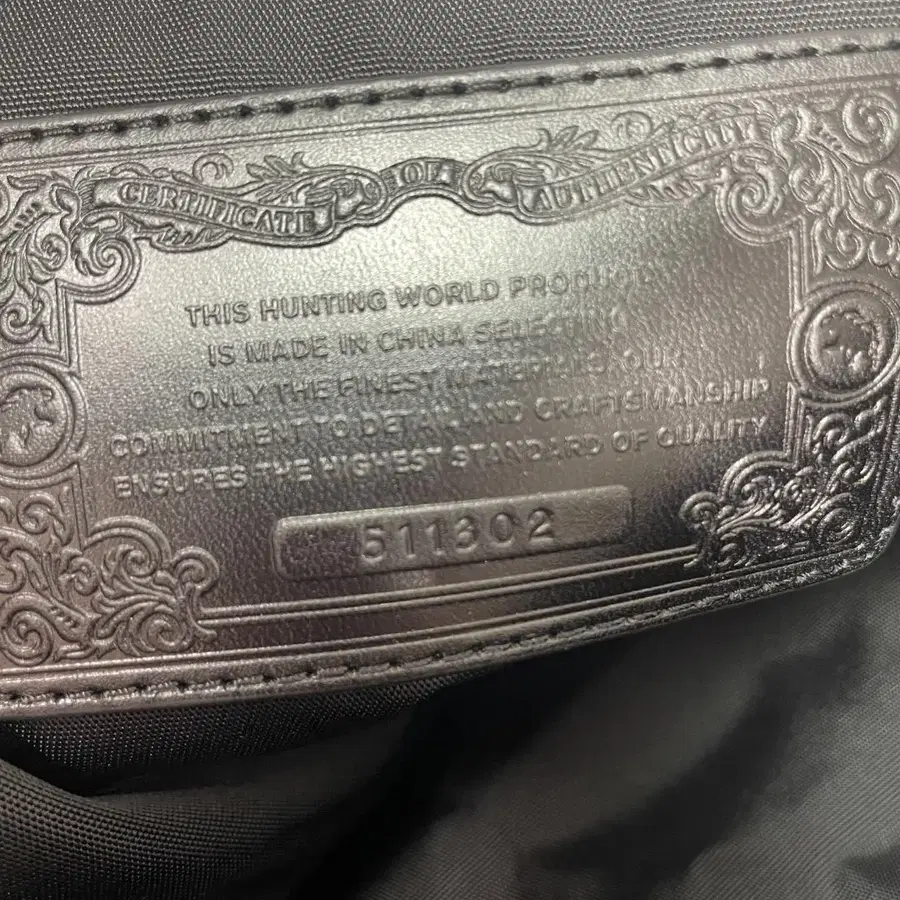 CERTIFICATE OF AUTHENTICITY
THIS HUNTING WORLD PRODUCT
IS MADE IN CHINA SELECTING
ONLY THE FINEST MATERIALS. OUR
COMMITMENT TO DETAIL AND CRAFTSMANSHIP
ENSURES THE HIGHEST STANDARD OF QUALITY
511302